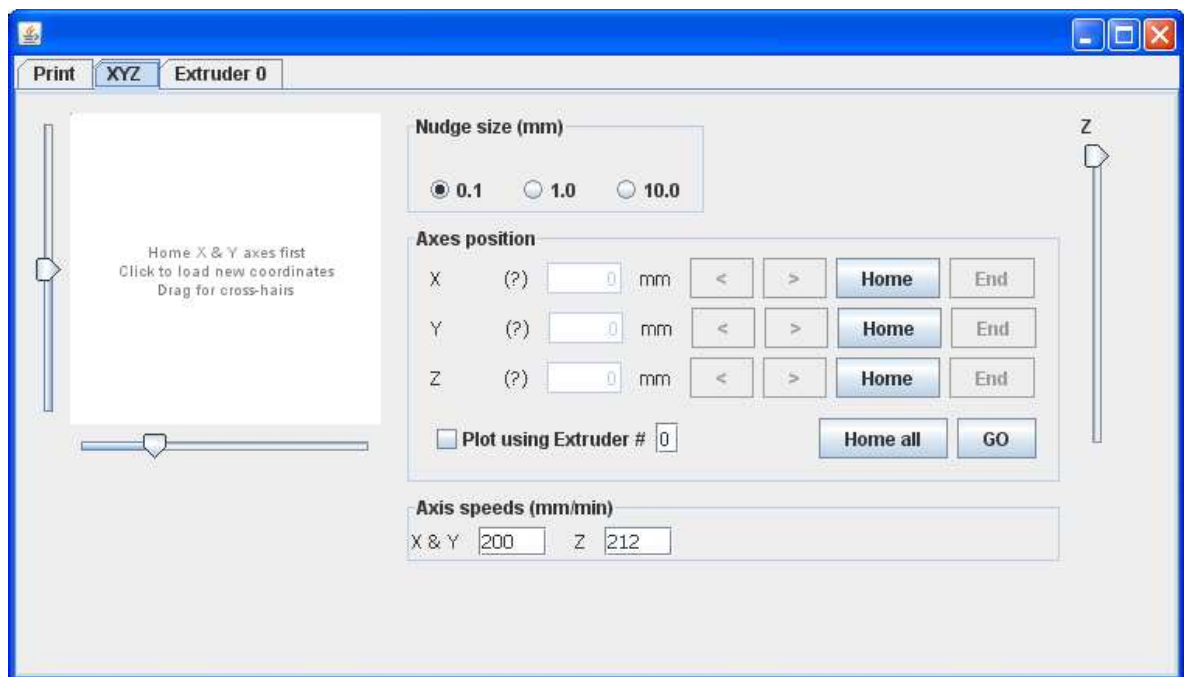 Print XYZ Extruder 0
Home X & Y axes first
Click to load new coordinates
Drag for cross-hairs
Nudge size (mm)
0.1 1.0 10.0
Axes position
X (?) 0 mm < > Home End
Y (?) 0 mm < > Home End
Z (?) 0 mm < > Home End
Plot using Extruder # 0 Home all GO
Axis speeds (mm/min)
X & Y 200 Z 212
Z